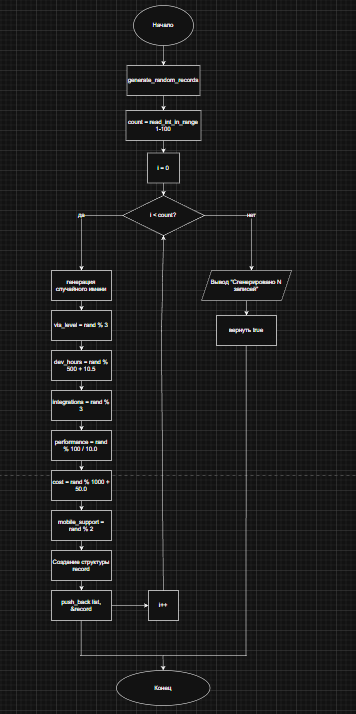 Начало
generate_random_records
count = read_int_in_range
1-100
i = 0
i < count?
да
нет
генерация
случайного имени
vis_level = rand % 3
dev_hours = rand %
500 + 10.5
integrations = rand %
3
performance = rand
% 100 / 10.0
cost = rand % 1000 +
50.0
mobile_support =
rand % 2
Создание структуры
record
push_back list,
&record
i++
Вывод "Сгенерировано N
записей"
вернуть true
Конец